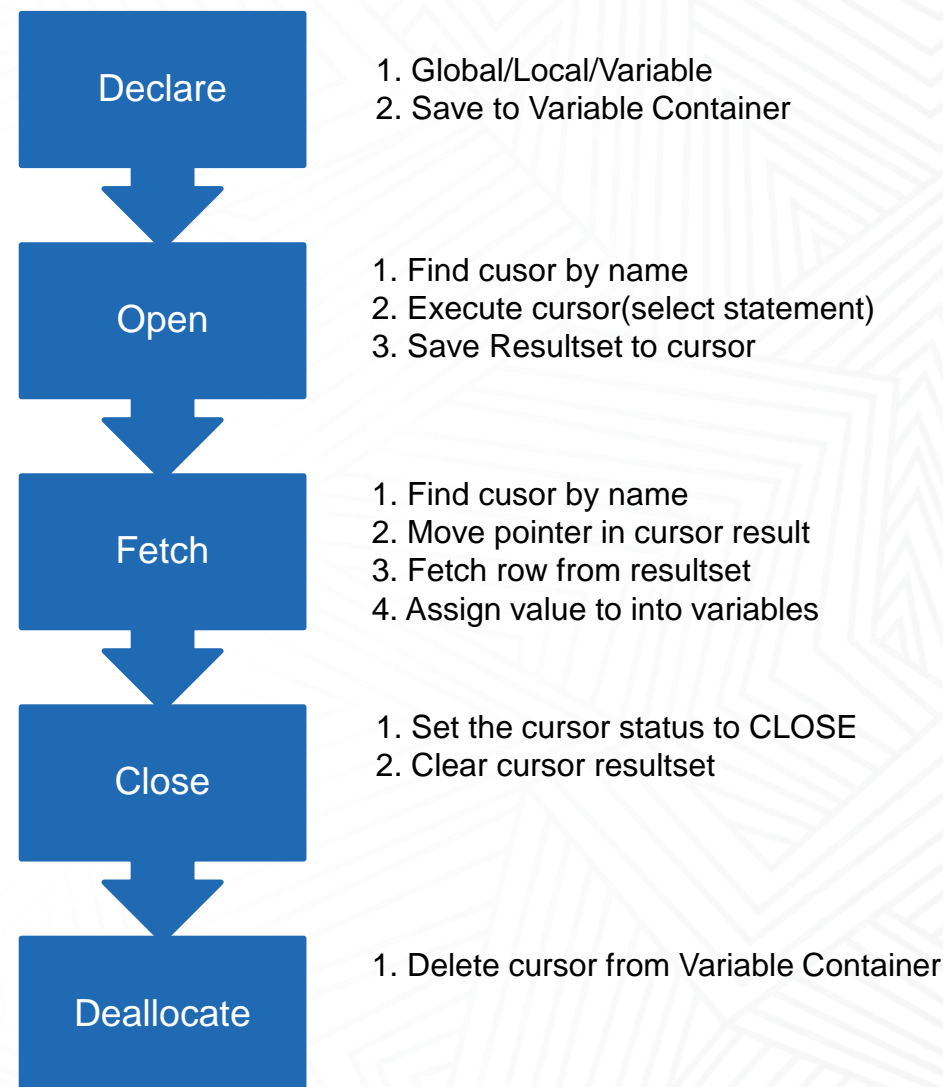 Declare
1. Global/Local/Variable
2. Save to Variable Container
Open
1. Find cusor by name
2. Execute cursor(select statement)
3. Save Resultset to cursor
Fetch
1. Find cusor by name
2. Move pointer in cursor result
3. Fetch row from resultset
4. Assign value to into variables
Close
1. Set the cursor status to CLOSE
2. Clear cursor resultset
Deallocate
1. Delete cursor from Variable Container